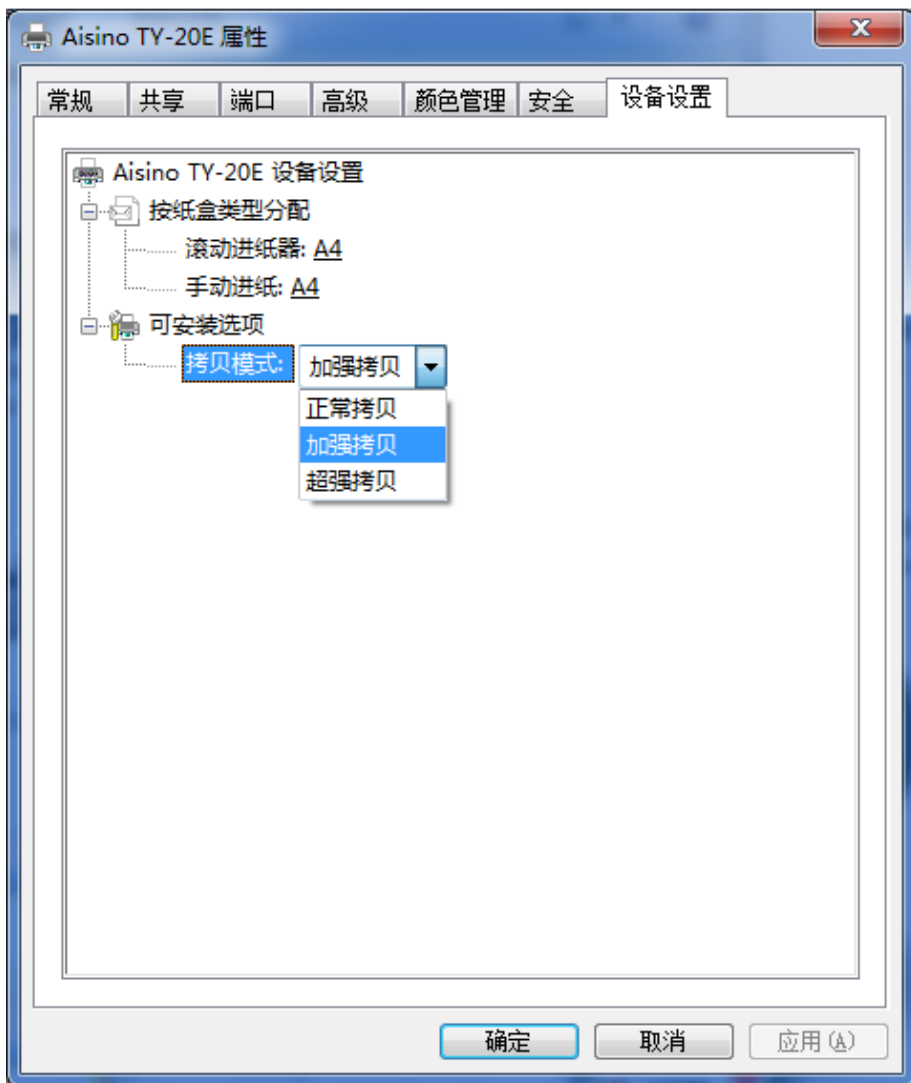 Aisino TY-20E 属性
常规 共享 端口 高级 颜色管理 安全 设备设置
Aisino TY-20E 设备设置
按纸盒类型分配
滚动进纸器: A4
手动进纸: A4
可安装选项
拷贝模式: 加强拷贝
正常拷贝
加强拷贝
超强拷贝
确定 取消 应用(A)